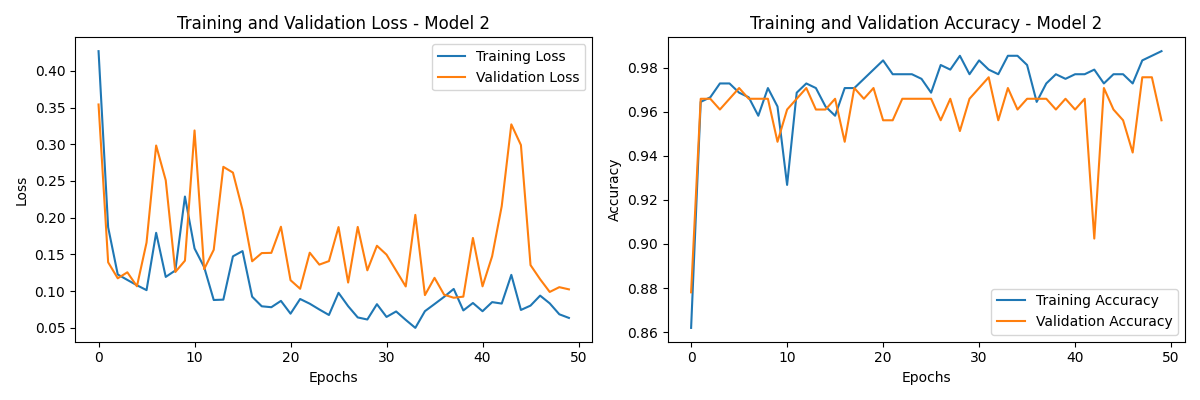 Training and Validation Loss - Model 2
Training Loss
Validation Loss
0.40
0.35
0.30
0.25
0.20
0.15
0.10
0.05
Loss
0 10 20 30 40 50
Epochs
Training and Validation Accuracy - Model 2
0.98
0.96
0.94
0.92
0.90
0.88
0.86
Accuracy
Training Accuracy
Validation Accuracy
0 10 20 30 40 50
Epochs